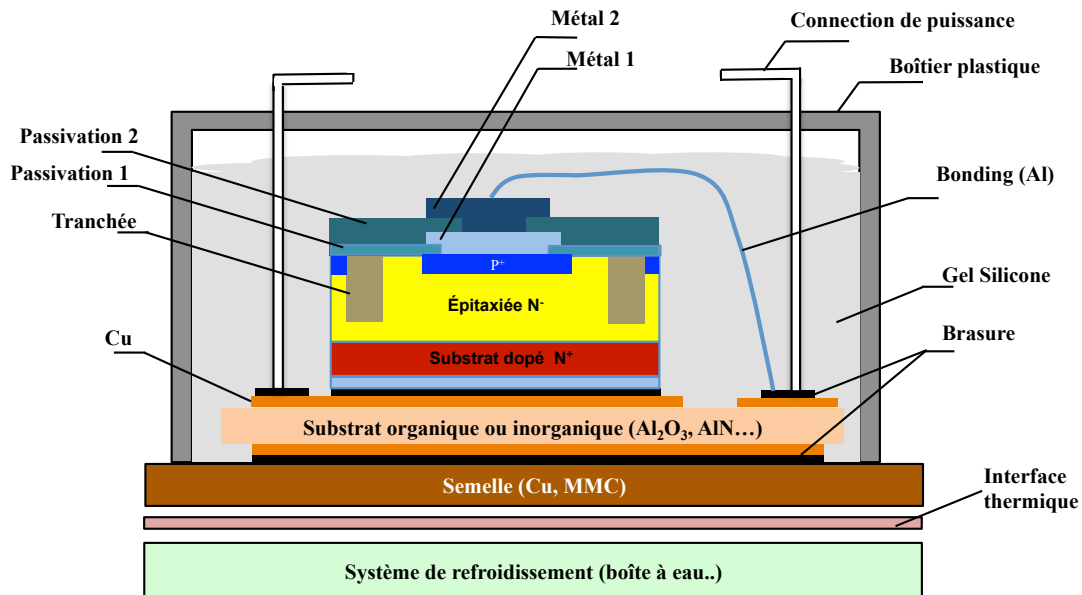 Métal 2
Connection de puissance
Métal 1
Boîtier plastique
Passivation 2
Passivation 1
Bonding (Al)
Tranchée
P⁺
Gel Silicone
Épitaxiée N⁻
Cu
Brasure
Substrat dopé N⁺
Substrat organique ou inorganique (Al₂O₃, AlN…)
Semelle (Cu, MMC)
Interface
thermique
Système de refroidissement (boîte à eau..)